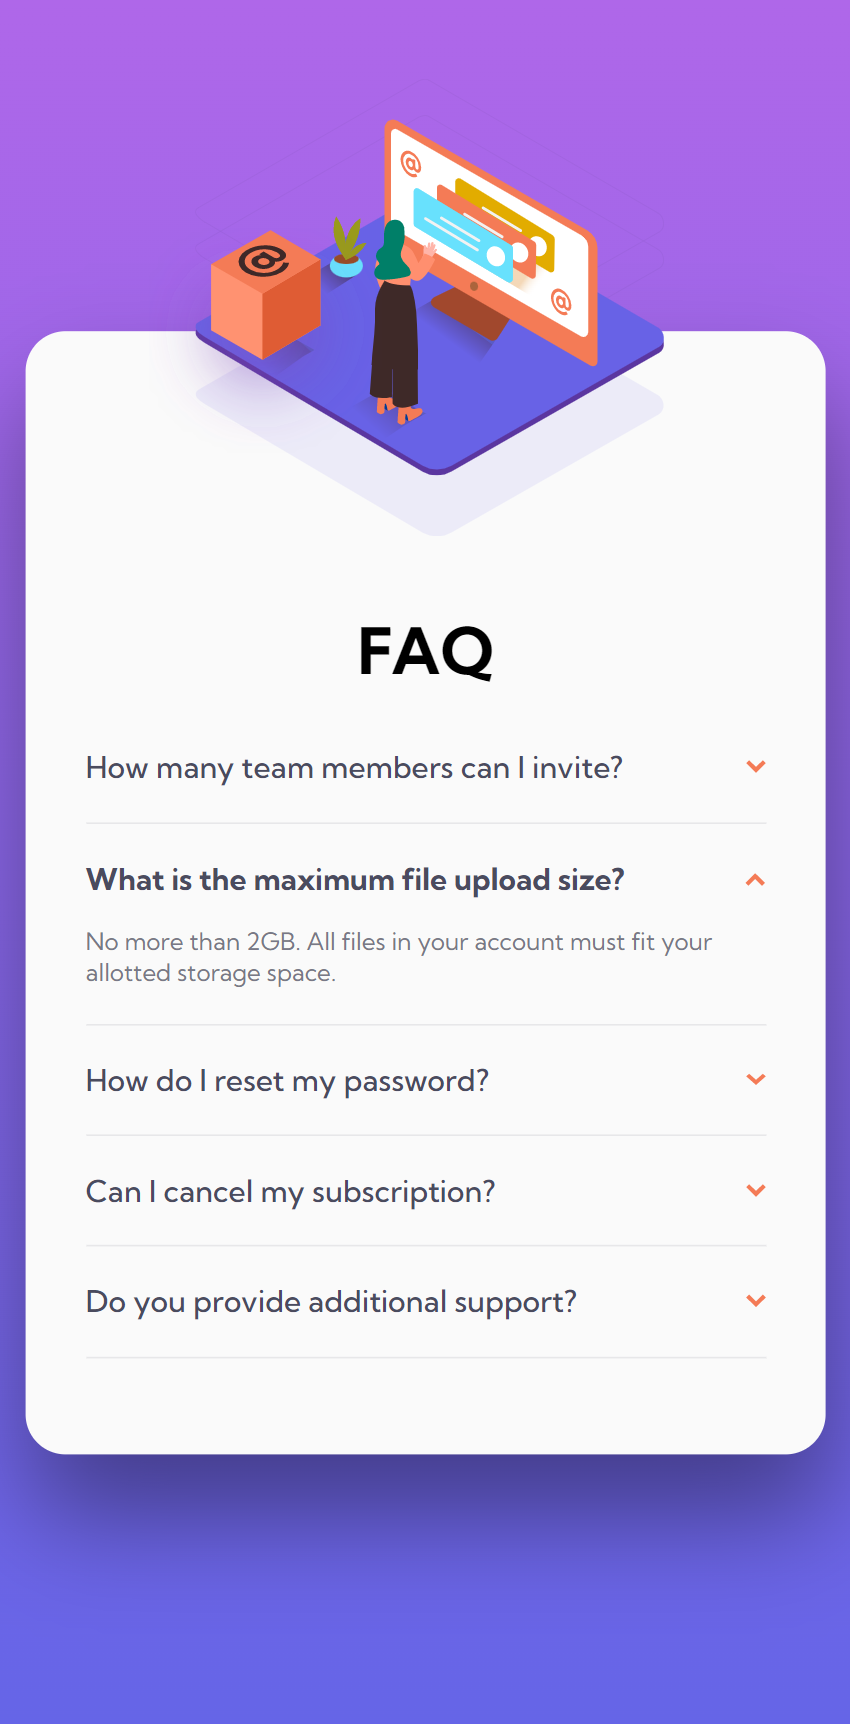 @
@
@
FAQ
How many team members can I invite?
What is the maximum file upload size?
No more than 2GB. All files in your account must fit your
allotted storage space.
How do I reset my password?
Can I cancel my subscription?
Do you provide additional support?